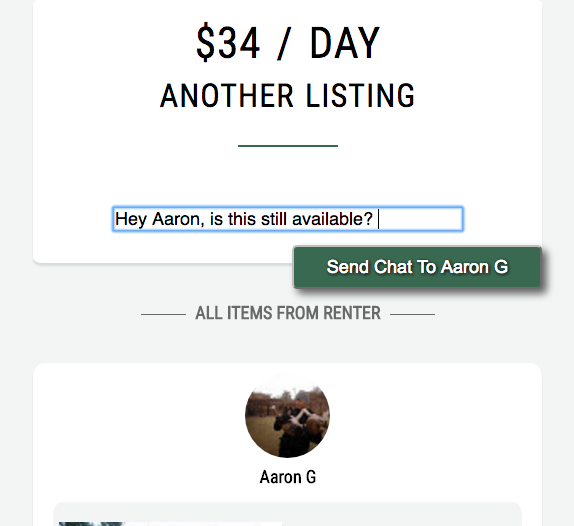 $34 / DAY
ANOTHER LISTING
Hey Aaron, is this still available?
Send Chat To Aaron G
ALL ITEMS FROM RENTER
Aaron G